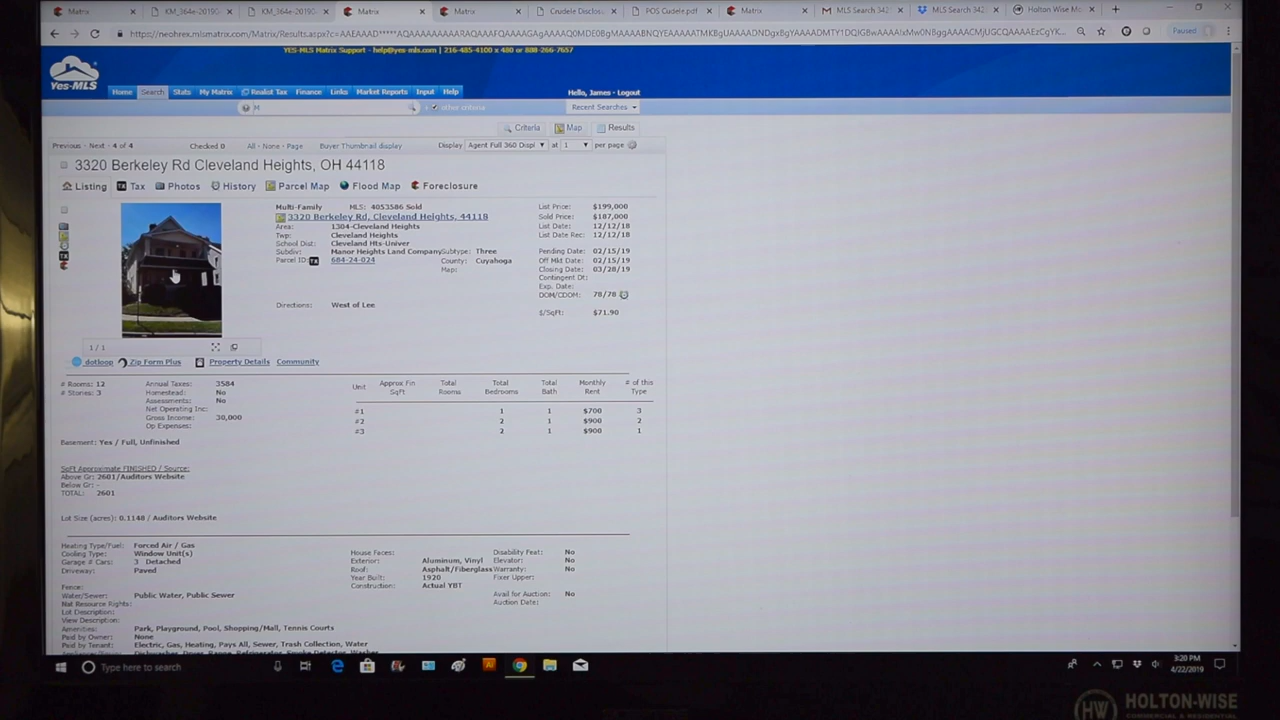 Matrix
KM_364e-20190-
KM_364e-20190-
Matrix
Matrix
Crudele Disclos.
POS Cudele.pdf
Matrix
MLS Search 342
MLS Search 342
Holton Wise Mo
Paused
YES-MLS Matrix Support - help@yes-mls.com | 216-485-4100 x 480 or 888-266-7657
Yes-MLS
Home Search Stats My Matrix Realist Tax Finance Links Market Reports Input Help
Hello, James - Logout
M
other criteria
Recent Searches
Criteria Map Results
Previous - Next - 4 of 4 Checked 0 All - None - Page Buyer Thumbnail display Display Agent Full 360 Displ at 1 per page
3320 Berkeley Rd Cleveland Heights, OH 44118
Listing Tax Photos History Parcel Map Flood Map Foreclosure
Multi-Family MLS: 4053586 Sold
3320 Berkeley Rd, Cleveland Heights, 44118
Area: 1304-Cleveland Heights
Twp: Cleveland Heights
School Dist: Cleveland Hts-Univer
Subdiv: Manor Heights Land Company Subtype: Three
Parcel ID: TX 684-24-024 County: Cuyahoga
Map:
Directions: West of Lee
List Price: $199,000
Sold Price: $187,000
List Date: 12/12/18
List Date Rec: 12/12/18
Pending Date: 02/15/19
Off Mkt Date: 02/15/19
Closing Date: 03/28/19
Contingent Dt:
Exp. Date:
DOM/CDOM: 78/78
$/SqFt: $71.90
1 / 1
dotloop Zip Form Plus Property Details Community
# Rooms: 12
# Stories: 3
Annual Taxes: 3584
Homestead: No
Assessments: No
Net Operating Inc:
Gross Income: 30,000
Op Expenses:
Unit Approx Fin SqFt Total Rooms Total Bedrooms Total Bath Monthly Rent # of this Type
#1 1 1 $700 3
#2 2 1 $900 2
#3 2 1 $900 1
Basement: Yes / Full, Unfinished
SqFt Approximate FINISHED / Source:
Above Gr: 2601/Auditors Website
Below Gr: -
TOTAL: 2601
Lot Size (acres): 0.1148 / Auditors Website
Heating Type/Fuel: Forced Air / Gas
Cooling Type: Window Unit(s)
Garage # Cars: 3 Detached
Driveway: Paved
Fence:
Water/Sewer: Public Water, Public Sewer
Nat Resource Rights:
Lot Description:
View Description:
Amenities: Park, Playground, Pool, Shopping/Mall, Tennis Courts
Paid by Owner: None
Paid by Tenant: Electric, Gas, Heating, Pays All, Sewer, Trash Collection, Water
House Faces:
Exterior: Aluminum, Vinyl
Roof: Asphalt/Fiberglass
Year Built: 1920
Construction: Actual YBT
Disability Feat: No
Elevator: No
Warranty: No
Fixer Upper:
Avail for Auction: No
Auction Date:
Type here to search
3:20 PM
4/22/2019
HW
HOLTON-WISE
COMMERCIAL & RESIDENTIAL